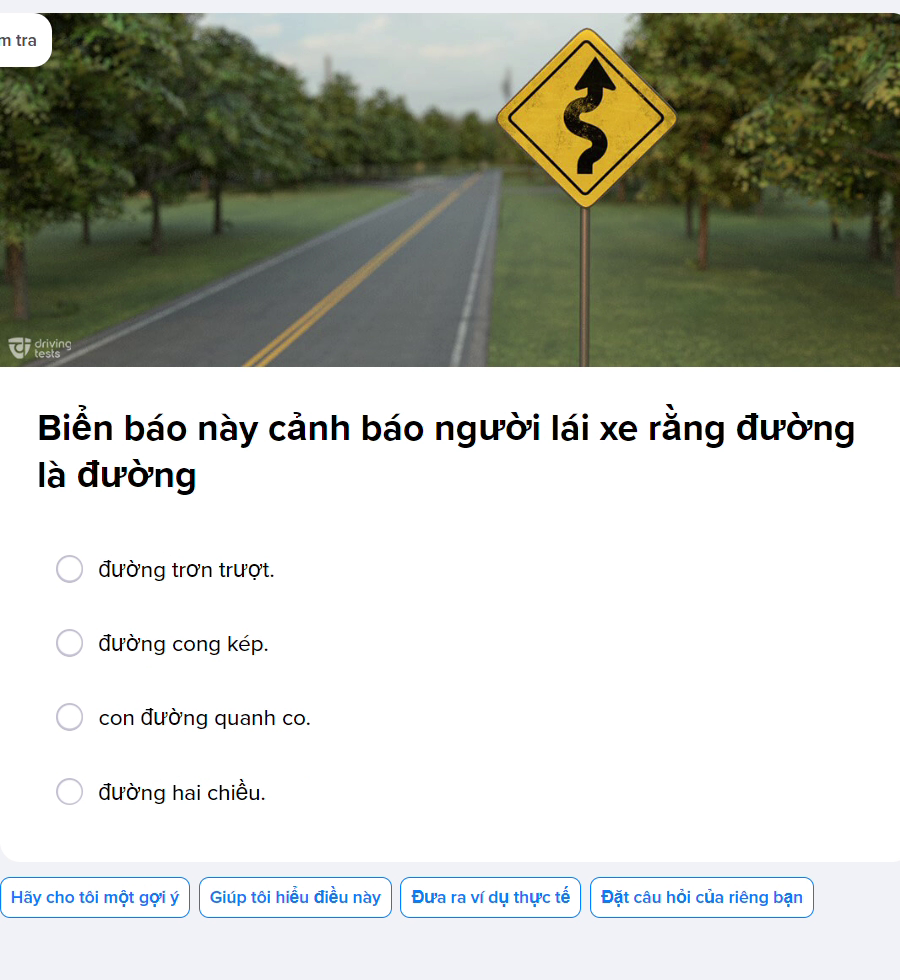 m tra
driving
tests
Biển báo này cảnh báo người lái xe rằng đường
là đường
đường trơn trượt.
đường cong kép.
con đường quanh co.
đường hai chiều.
Hãy cho tôi một gợi ý
Giúp tôi hiểu điều này
Đưa ra ví dụ thực tế
Đặt câu hỏi của riêng bạn